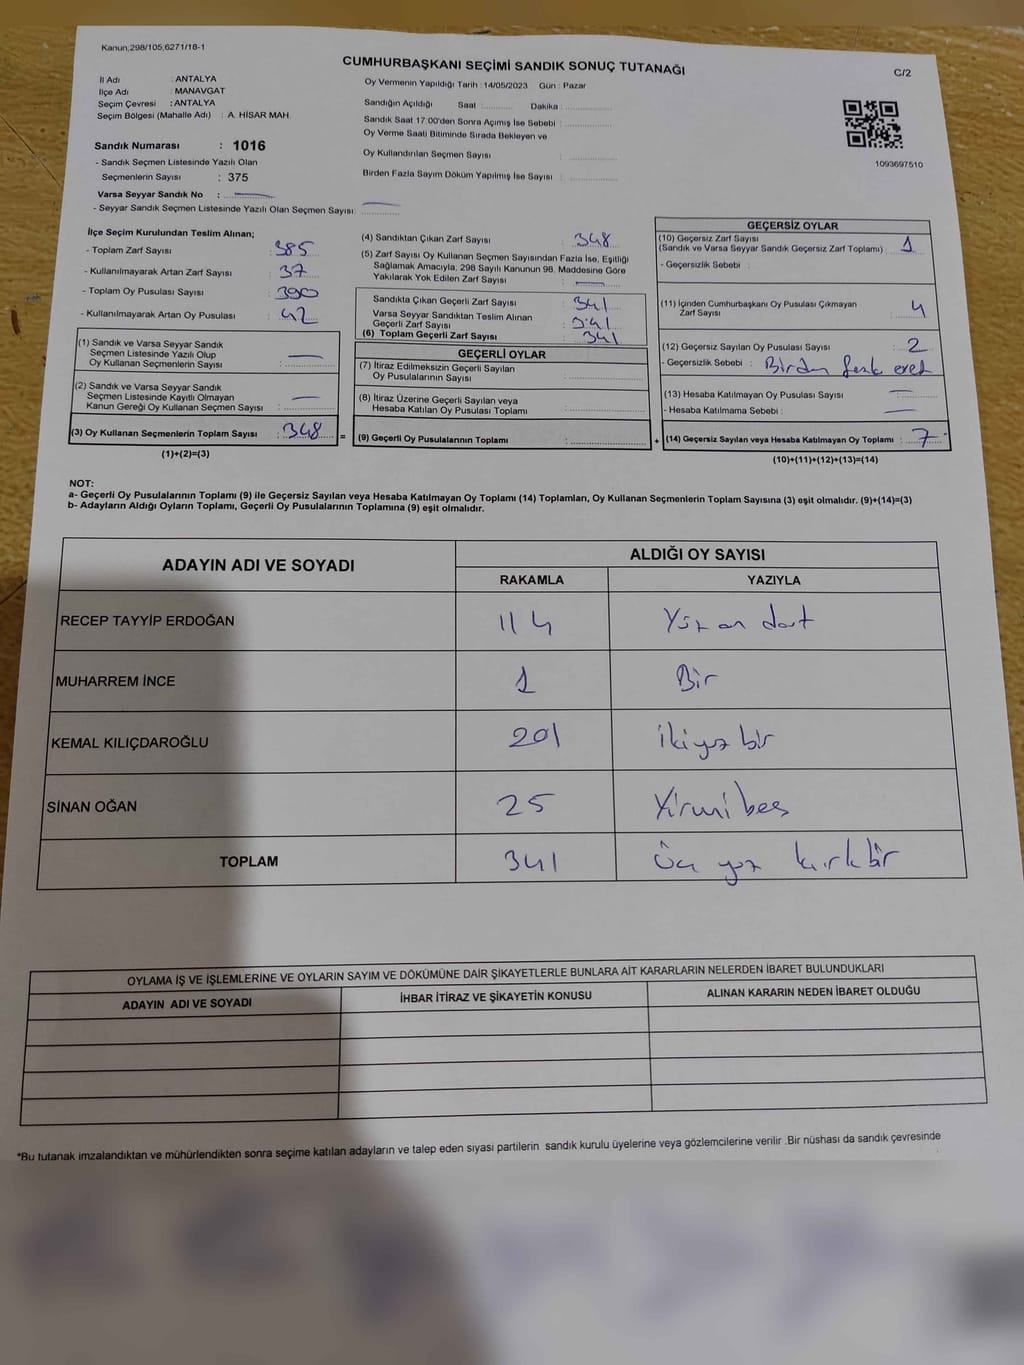 Kanun,298/105,6271/18-1
CUMHURBAŞKANI SEÇİMİ SANDIK SONUÇ TUTANAĞI
C/2
İl Adı : ANTALYA
İlçe Adı : MANAVGAT
Seçim Çevresi : ANTALYA
Seçim Bölgesi (Mahalle Adı) : A. HİSAR MAH.
Oy Vermenin Yapıldığı Tarih : 14/05/2023 Gün : Pazar
Sandığın Açıldığı Saat : Dakika :
Sandık Saat 17:00'den Sonra Açımış İse Sebebi :
Oy Verme Saati Bitiminde Sırada Bekleyen ve
Oy Kullandırılan Seçmen Sayısı :
Birden Fazla Sayım Döküm Yapılmış İse Sayısı :
1093697510
Sandık Numarası : 1016
- Sandık Seçmen Listesinde Yazılı Olan
Seçmenlerin Sayısı : 375
Varsa Seyyar Sandık No : —
- Seyyar Sandık Seçmen Listesinde Yazılı Olan Seçmen Sayısı: —
İlçe Seçim Kurulundan Teslim Alınan;
- Toplam Zarf Sayısı : 385
- Kullanılmayarak Artan Zarf Sayısı : 37
- Toplam Oy Pusulası Sayısı : 390
- Kullanılmayarak Artan Oy Pusulası : 42
(1) Sandık ve Varsa Seyyar Sandık
Seçmen Listesinde Yazılı Olup
Oy Kullanan Seçmenlerin Sayısı : —
(2) Sandık ve Varsa Seyyar Sandık
Seçmen Listesinde Kayıtlı Olmayan
Kanun Gereği Oy Kullanan Seçmen Sayısı : —
(3) Oy Kullanan Seçmenlerin Toplam Sayısı : 348
(1)+(2)=(3)
(4) Sandıktan Çıkan Zarf Sayısı : 348
(5) Zarf Sayısı Oy Kullanan Seçmen Sayısından Fazla İse, Eşitliği
Sağlamak Amacıyla, 298 Sayılı Kanunun 98. Maddesine Göre
Yakılarak Yok Edilen Zarf Sayısı : —
Sandıkta Çıkan Geçerli Zarf Sayısı : 341
Varsa Seyyar Sandıktan Teslim Alınan
Geçerli Zarf Sayısı : 341
(6) Toplam Geçerli Zarf Sayısı : 341
GEÇERLİ OYLAR
(7) İtiraz Edilmeksizin Geçerli Sayılan
Oy Pusulalarının Sayısı :
(8) İtiraz Üzerine Geçerli Sayılan veya
Hesaba Katılan Oy Pusulası Toplamı :
= (9) Geçerli Oy Pusulalarının Toplamı : +
GEÇERSİZ OYLAR
(10) Geçersiz Zarf Sayısı
(Sandık ve Varsa Seyyar Sandık Geçersiz Zarf Toplamı) : 1
- Geçersizlik Sebebi :
(11) İçinden Cumhurbaşkanı Oy Pusulası Çıkmayan
Zarf Sayısı : 4
(12) Geçersiz Sayılan Oy Pusulası Sayısı : 2
- Geçersizlik Sebebi : Birden fazla evet
(13) Hesaba Katılmayan Oy Pusulası Sayısı : —
- Hesaba Katılmama Sebebi : —
(14) Geçersiz Sayılan veya Hesaba Katılmayan Oy Toplamı : 7
(10)+(11)+(12)+(13)=(14)
NOT:
a- Geçerli Oy Pusulalarının Toplamı (9) ile Geçersiz Sayılan veya Hesaba Katılmayan Oy Toplamı (14) Toplamları, Oy Kullanan Seçmenlerin Toplam Sayısına (3) eşit olmalıdır. (9)+(14)=(3)
b- Adayların Aldığı Oyların Toplamı, Geçerli Oy Pusulalarının Toplamına (9) eşit olmalıdır.
ADAYIN ADI VE SOYADI
ALDIĞI OY SAYISI
RAKAMLA YAZIYLA
RECEP TAYYİP ERDOĞAN 114 Yüz on dört
MUHARREM İNCE 1 Bir
KEMAL KILIÇDAROĞLU 201 ikiyüz bir
SİNAN OĞAN 25 Yirmi beş
TOPLAM 341 Üç yüz kırk bir
OYLAMA İŞ VE İŞLEMLERİNE VE OYLARIN SAYIM VE DÖKÜMÜNE DAİR ŞİKAYETLERLE BUNLARA AİT KARARLARIN NELERDEN İBARET BULUNDUKLARI
ADAYIN ADI VE SOYADI İHBAR İTİRAZ VE ŞİKAYETİN KONUSU ALINAN KARARIN NEDEN İBARET OLDUĞU
*Bu tutanak imzalandıktan ve mühürlendikten sonra seçime katılan adayların ve talep eden siyasi partilerin sandık kurulu üyelerine veya gözlemcilerine verilir .Bir nüshası da sandık çevresinde